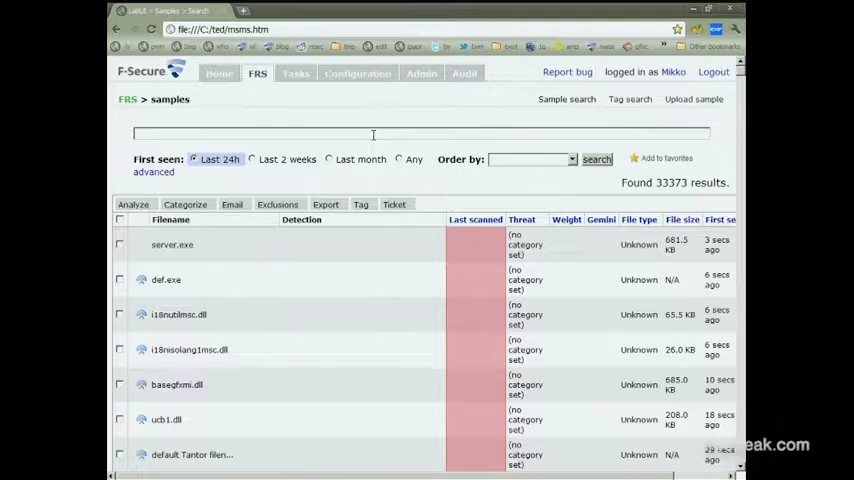 LabUI > Samples > Search
file:///C:/ted/msms.htm
Other bookmarks
F-Secure
Home FRS Tasks Configuration Admin Audit
Report bug logged in as Mikko Logout
FRS > samples
Sample search Tag search Upload sample
First seen: Last 24h Last 2 weeks Last month Any Order by: search Add to favorites
advanced
Found 33373 results.
Analyze Categorize Email Exclusions Export Tag Ticket
Filename Detection Last scanned Threat Weight Gemini File type File size First se
server.exe (no category set) Unknown 681.5 KB 3 secs ago
def.exe (no category set) Unknown N/A 6 secs ago
i18nutilmsc.dll (no category set) Unknown 65.5 KB 6 secs ago
i18nisolang1msc.dll (no category set) Unknown 26.0 KB 6 secs ago
basegfxmi.dll (no category set) Unknown 685.0 KB 10 secs ago
ucb1.dll (no category set) Unknown 208.0 KB 18 secs ago
default Tantor filen... (no category set) Unknown N/A 29 secs ago